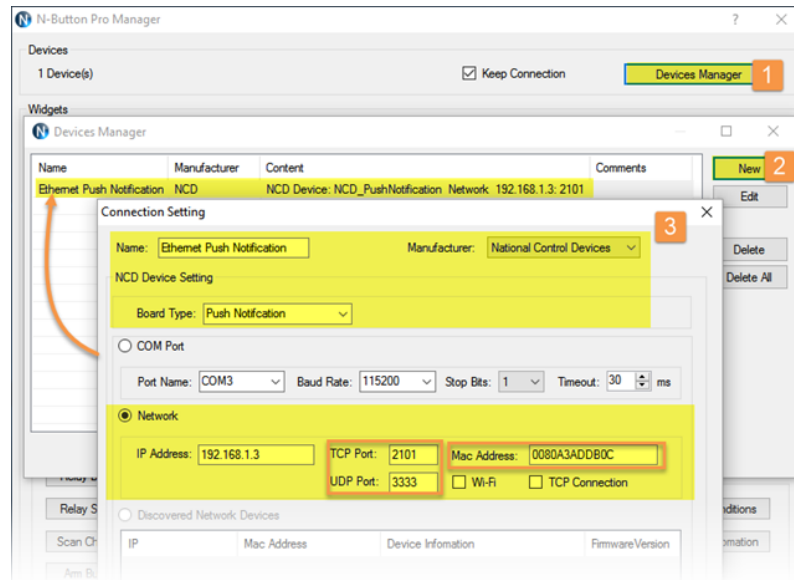 N-Button Pro Manager
Devices
1 Device(s)
Keep Connection
Devices Manager
1
Widgets
Devices Manager
Name Manufacturer Content Comments
New
2
Ethernet Push Notification NCD NCD Device: NCD_PushNotification Network 192.168.1.3: 2101
Edit
Connection Setting
3
Name: Ethernet Push Notification Manufacturer: National Control Devices
Delete
NCD Device Setting
Delete All
Board Type: Push Notifcation
COM Port
Port Name: COM3 Baud Rate: 115200 Stop Bits: 1 Timeout: 30 ms
Network
IP Address: 192.168.1.3 TCP Port: 2101 Mac Address: 0080A3ADDB0C
UDP Port: 3333 Wi-Fi TCP Connection
Relay S
Discovered Network Devices
nditions
Scan Ch
IP Mac Address Device Infomation FirmwareVersion
omation
Arm Bu